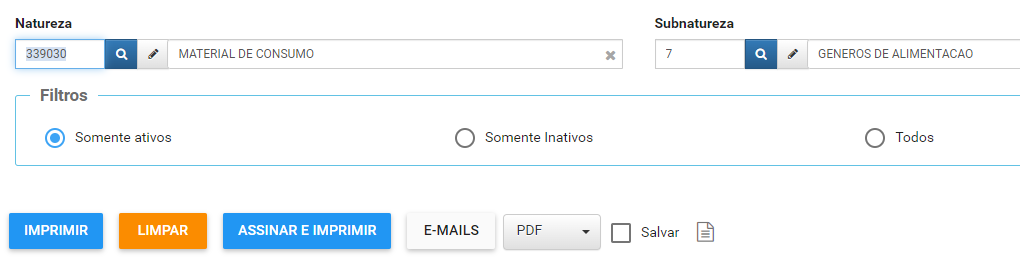 Natureza Subnatureza
339030 MATERIAL DE CONSUMO 7 GENEROS DE ALIMENTACAO
Filtros
Somente ativos Somente Inativos Todos
IMPRIMIR LIMPAR ASSINAR E IMPRIMIR E-MAILS PDF Salvar